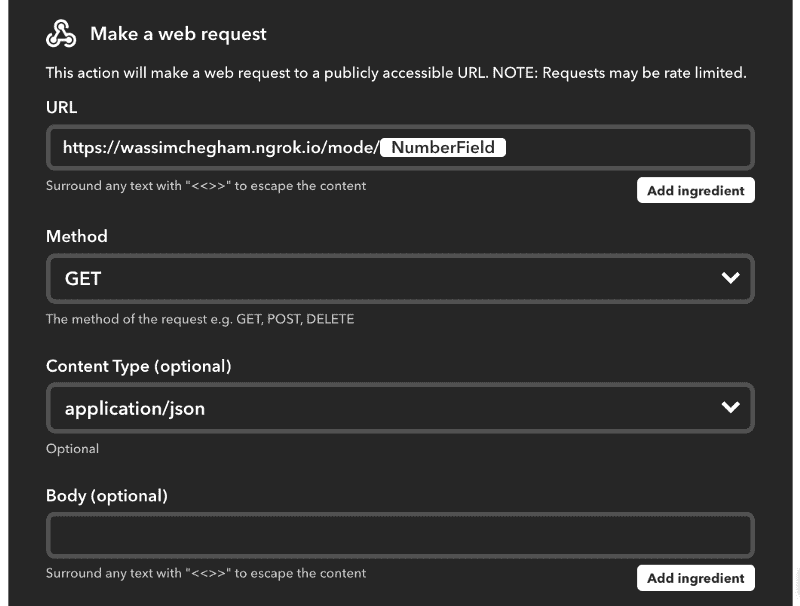 Make a web request
This action will make a web request to a publicly accessible URL. NOTE: Requests may be rate limited.
URL
https://wassimchegham.ngrok.io/mode/ NumberField
Surround any text with "<<>>" to escape the content
Add ingredient
Method
GET
The method of the request e.g. GET, POST, DELETE
Content Type (optional)
application/json
Optional
Body (optional)
Surround any text with "<<>>" to escape the content
Add ingredient